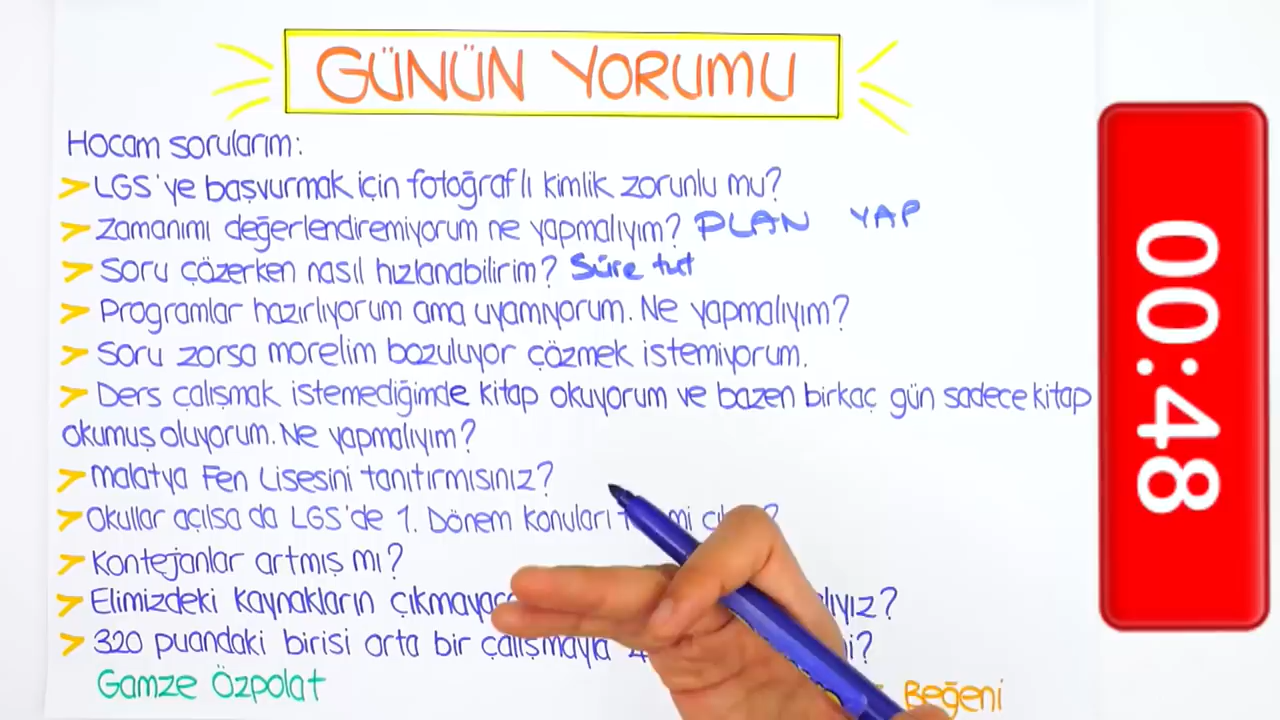 GÜNÜN YORUMU
Hocam sorularım:
➤ LGS'ye başvurmak için fotoğraflı kimlik zorunlu mu?
➤ Zamanımı değerlendiremiyorum ne yapmalıyım? PLAN YAP
➤ Soru çözerken nasıl hızlanabilirim? Süre tut
➤ Programlar hazırlıyorum ama uyamıyorum. Ne yapmalıyım?
➤ Soru zorsa morelim bozuluyor çözmek istemiyorum.
➤ Ders çalışmak istemediğimde kitap okuyorum ve bazen birkaç gün sadece kitap
okumuş oluyorum. Ne yapmalıyım?
➤ Malatya Fen Lisesini tanıtırmısınız?
➤ Okullar açılsa da LGS'de 1. Dönem konuları
➤ Kontejanlar artmış mı?
➤ Elimizdeki kaynakların
➤ 320 puandaki birisi orta bir çalışmayla
Gamze Özpolat
Beğeni
00:48